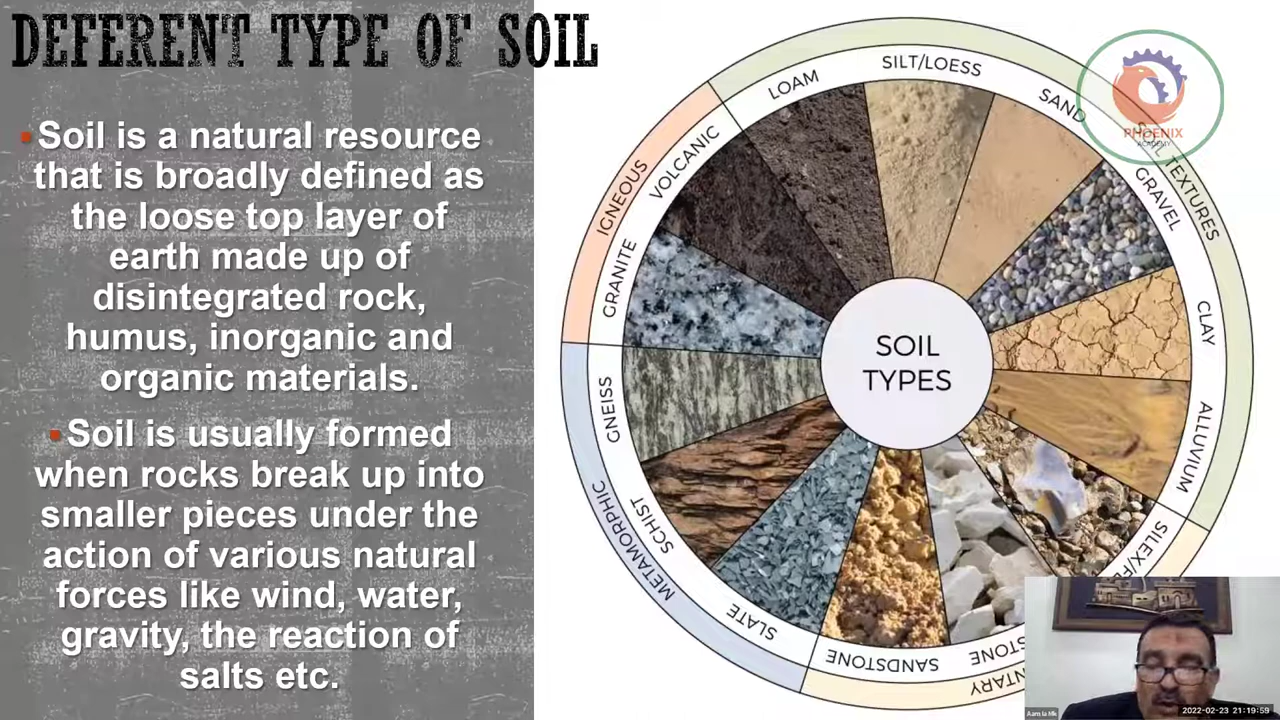 DEFERENT TYPE OF SOIL
Soil is a natural resource
that is broadly defined as
the loose top layer of
earth made up of
disintegrated rock,
humus, inorganic and
organic materials.
Soil is usually formed
when rocks break up into
smaller pieces under the
action of various natural
forces like wind, water,
gravity, the reaction of
salts etc.
SOIL
TYPES
LOAM
SILT/LOESS
SAND
GRAVEL
CLAY
ALLUVIUM
SILEX/F
STONE
SANDSTONE
SLATE
SCHIST
GNEISS
GRANITE
VOLCANIC
IGNEOUS
METAMORPHIC
NTARY
TEXTURES
PHOENIX
ACADEMY
2022-02-23 21:19:59